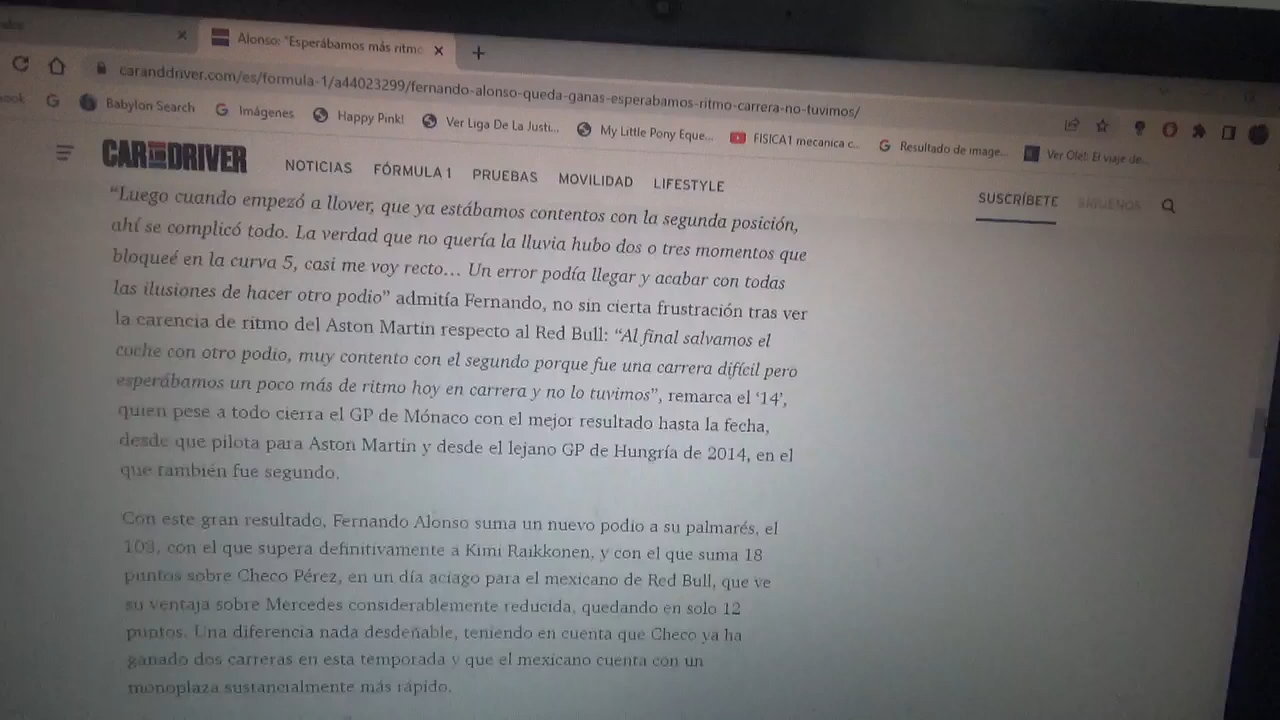 Alonso: "Esperábamos más ritmo
caranddriver.com/es/formula-1/a44023299/fernando-alonso-queda-ganas-esperabamos-ritmo-carrera-no-tuvimos/
Babylon Search Imágenes Happy Pink! Ver Liga De La Justi... My Little Pony Eque... FISICA1 mecanica c... Resultado de image... Ver Olet: El viaje de...
CAR AND DRIVER NOTICIAS FÓRMULA 1 PRUEBAS MOVILIDAD LIFESTYLE SUSCRÍBETE SÍGUENOS
“Luego cuando empezó a llover, que ya estábamos contentos con la segunda posición,
ahí se complicó todo. La verdad que no quería la lluvia hubo dos o tres momentos que
bloqueé en la curva 5, casi me voy recto… Un error podía llegar y acabar con todas
las ilusiones de hacer otro podio” admitía Fernando, no sin cierta frustración tras ver
la carencia de ritmo del Aston Martin respecto al Red Bull: “Al final salvamos el
coche con otro podio, muy contento con el segundo porque fue una carrera difícil pero
esperábamos un poco más de ritmo hoy en carrera y no lo tuvimos”, remarca el ‘14’,
quien pese a todo cierra el GP de Mónaco con el mejor resultado hasta la fecha,
desde que pilota para Aston Martin y desde el lejano GP de Hungría de 2014, en el
que también fue segundo.
Con este gran resultado, Fernando Alonso suma un nuevo podio a su palmarés, el
103, con el que supera definitivamente a Kimi Raikkonen, y con el que suma 18
puntos sobre Checo Pérez, en un día aciago para el mexicano de Red Bull, que ve
su ventaja sobre Mercedes considerablemente reducida, quedando en solo 12
puntos. Una diferencia nada desdeñable, teniendo en cuenta que Checo ya ha
ganado dos carreras en esta temporada y que el mexicano cuenta con un
monoplaza sustancialmente más rápido.